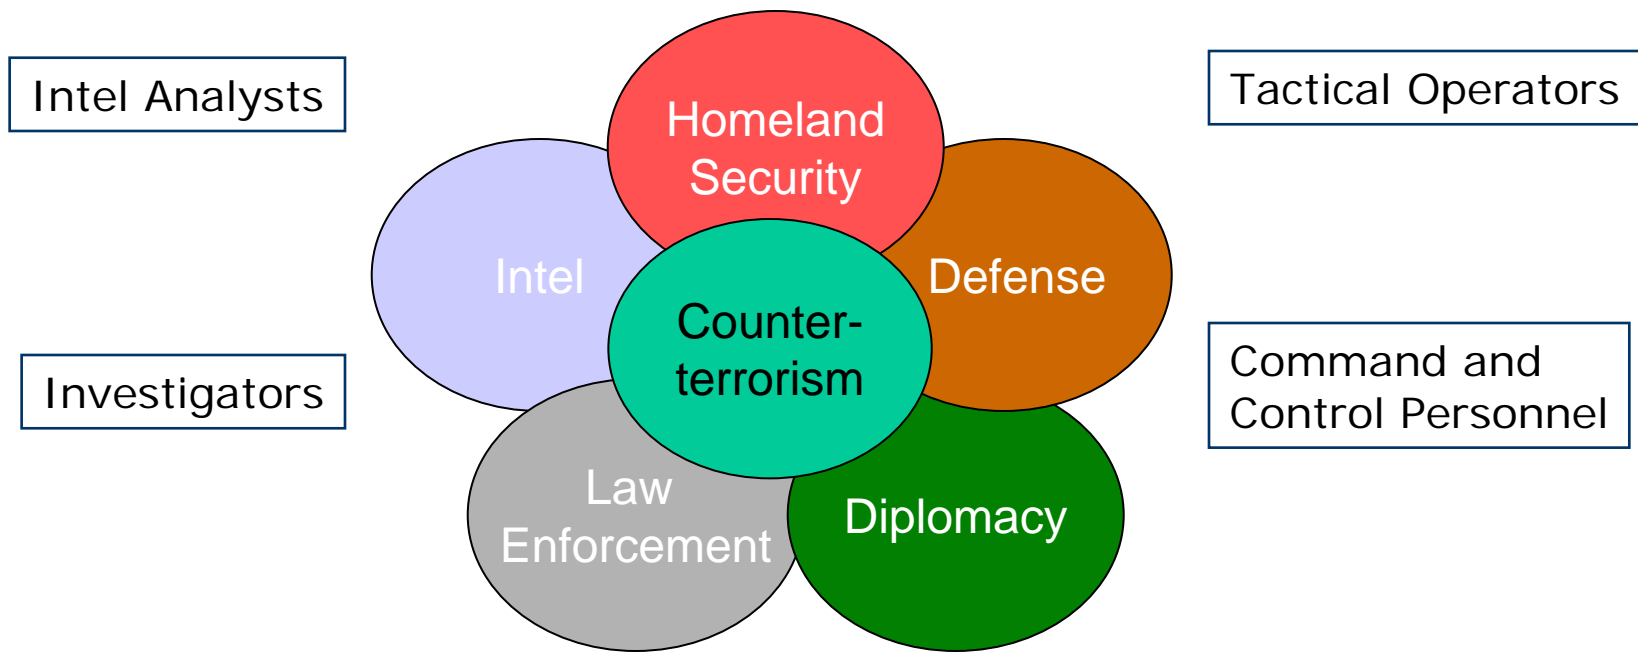 Intel Analysts
Homeland
Security
Tactical Operators
Intel
Defense
Counter-
terrorism
Investigators
Command and
Control Personnel
Law
Enforcement
Diplomacy